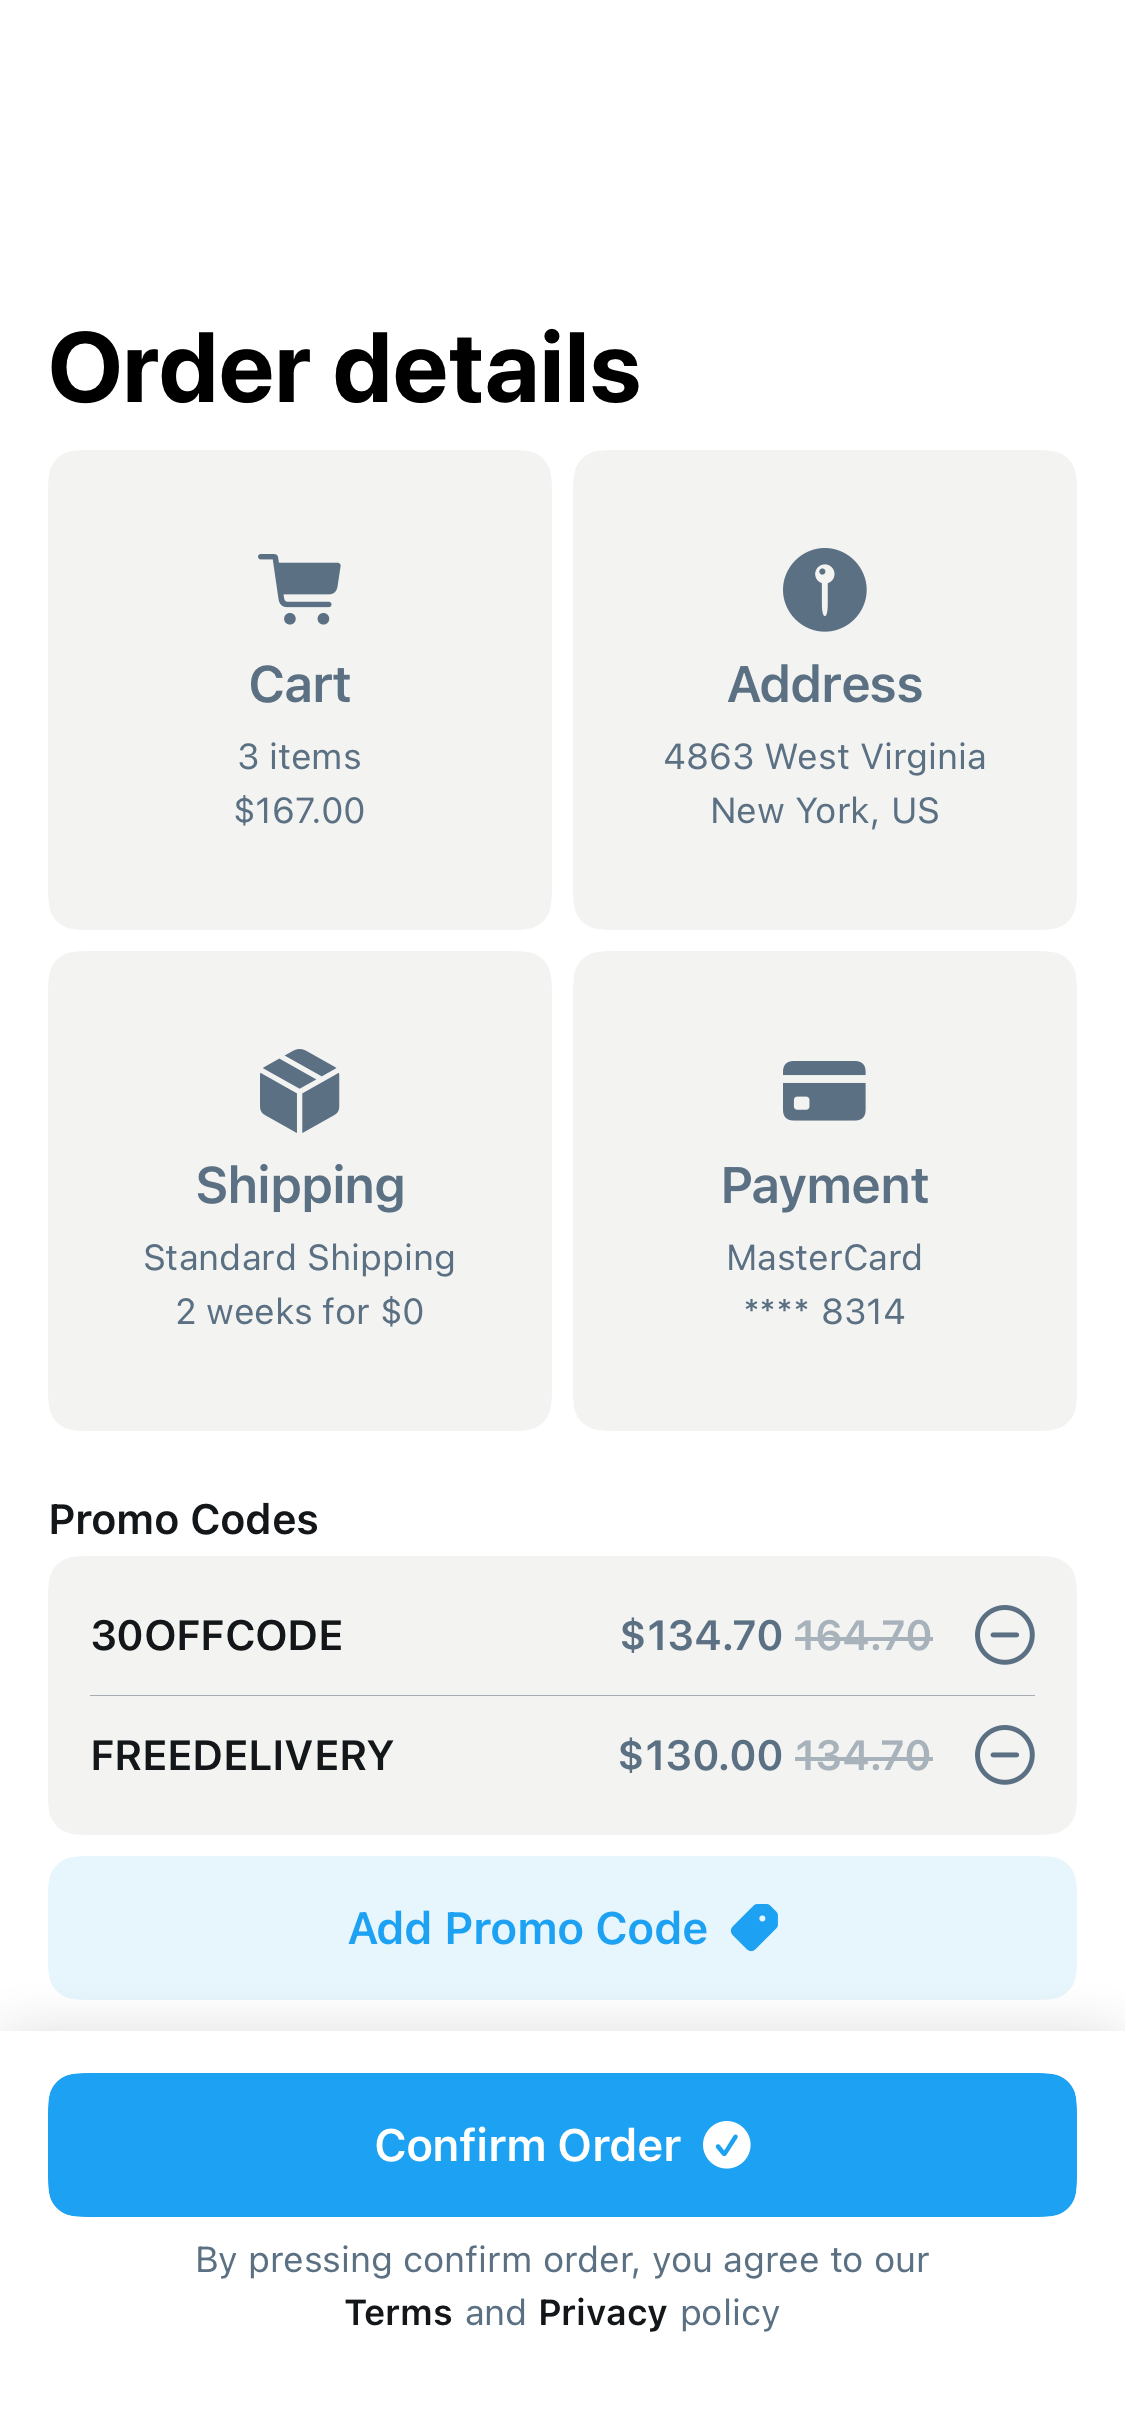 Order details
Cart
3 items
$167.00
Address
4863 West Virginia
New York, US
Shipping
Standard Shipping
2 weeks for $0
Payment
MasterCard
**** 8314
Promo Codes
30OFFCODE $134.70 164.70
FREEDELIVERY $130.00 134.70
Add Promo Code
Confirm Order
By pressing confirm order, you agree to our
Terms and Privacy policy